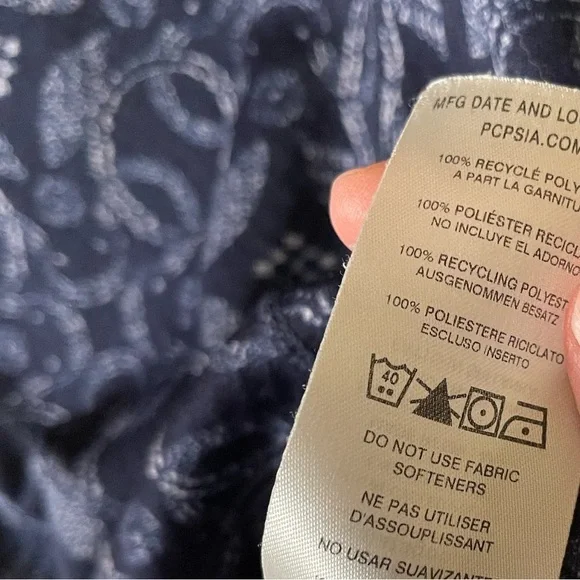 MFG DATE AND LO
PCPSIA.COM
100% RECYCLÉ POLY
A PART LA GARNITU
100% POLIÉSTER RECICLA
NO INCLUYE EL ADORNO
100% RECYCLING POLYEST
AUSGENOMMEN BESATZ
100% POLIESTERE RICICLATO
ESCLUSO INSERTO
40
DO NOT USE FABRIC
SOFTENERS
NE PAS UTILISER
D'ASSOUPLISSANT
NO USAR SUAVIZANT